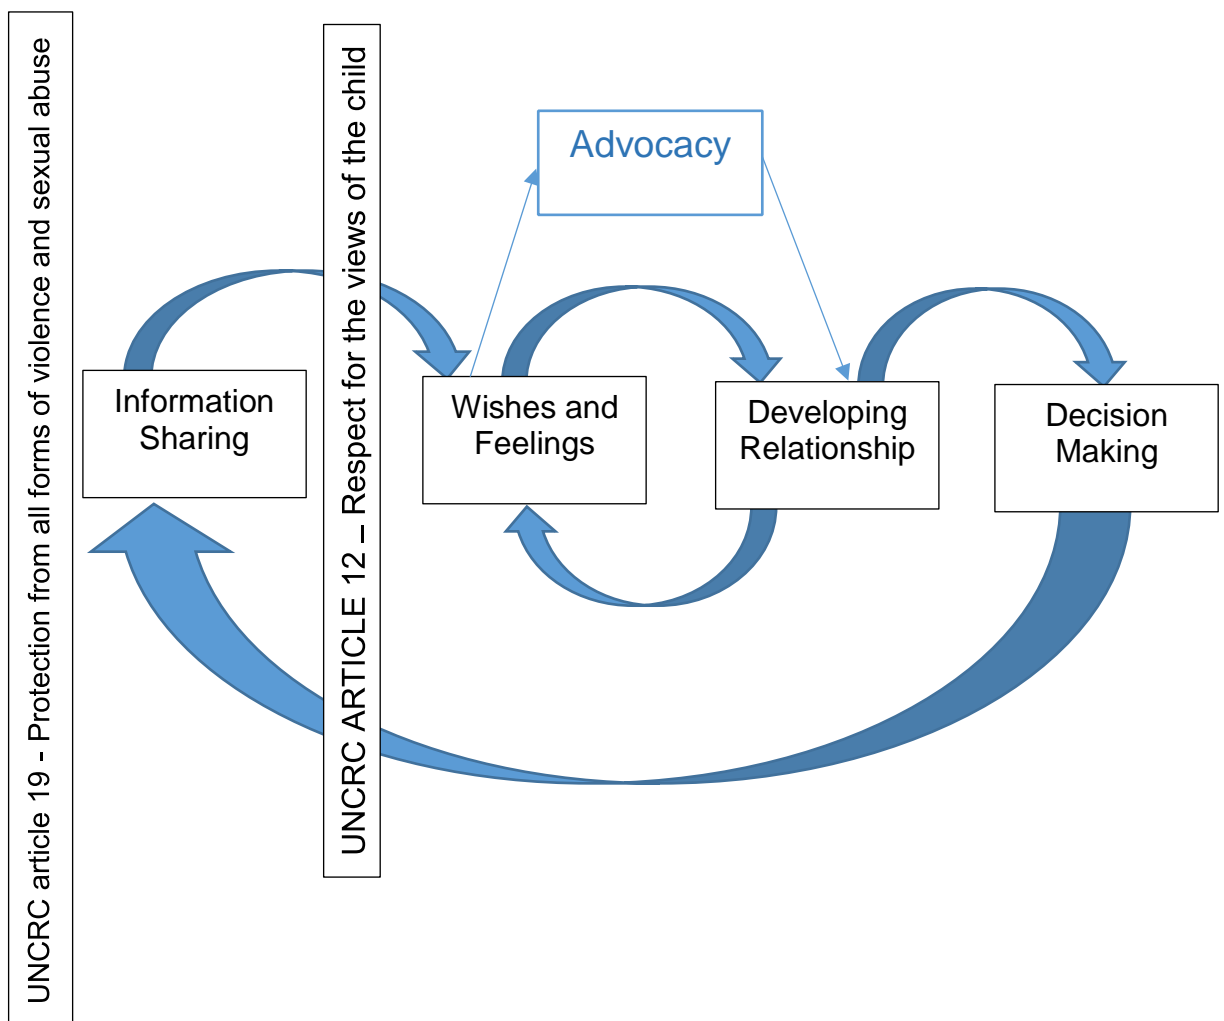 UNCRC article 19 - Protection from all forms of violence and sexual abuse
UNCRC ARTICLE 12 – Respect for the views of the child
Advocacy
Information
Sharing
Wishes and
Feelings
Developing
Relationship
Decision
Making